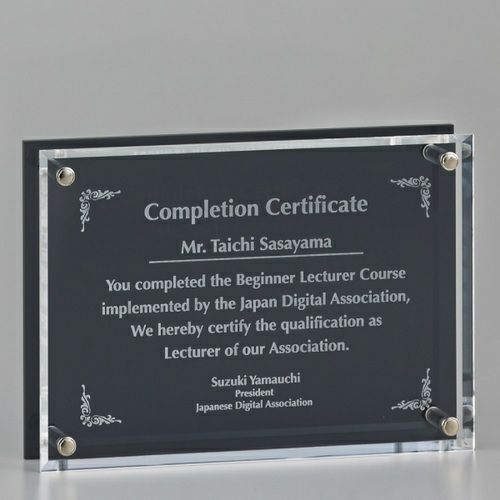 Completion Certificate
Mr. Taichi Sasayama
You completed the Beginner Lecturer Course
implemented by the Japan Digital Association,
We hereby certify the qualification as
Lecturer of our Association.
Suzuki Yamauchi
President
Japanese Digital Association